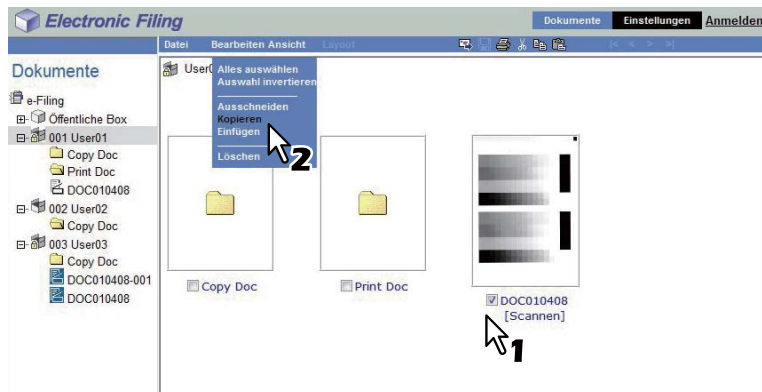 Electronic Filing
Dokumente Einstellungen Anmelden
Datei Bearbeiten Ansicht Layout
Dokumente
e-Filing
Öffentliche Box
001 User01
Copy Doc
Print Doc
DOC010408
002 User02
Copy Doc
003 User03
Copy Doc
DOC010408-001
DOC010408
Alles auswählen
Auswahl invertieren
Ausschneiden
Kopieren
Einfügen
Löschen
2
Copy Doc
Print Doc
DOC010408
[Scannen]
1